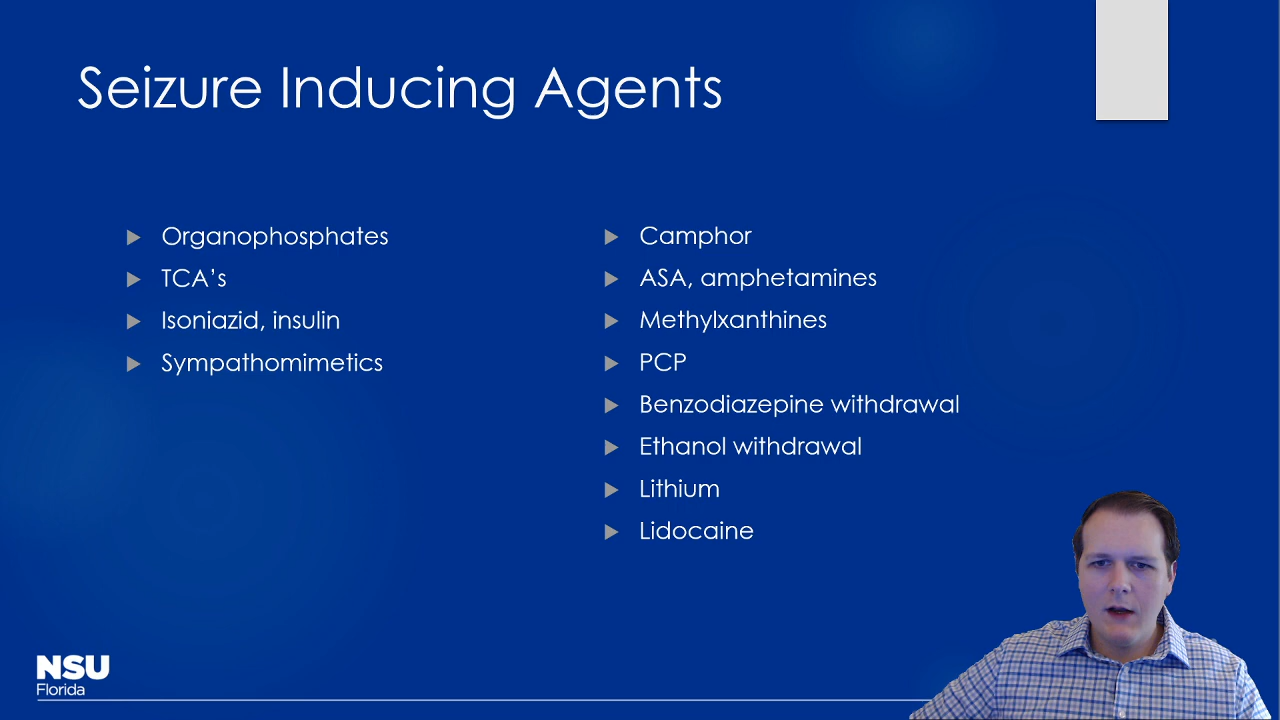 Seizure Inducing Agents
Organophosphates
TCA’s
Isoniazid, insulin
Sympathomimetics
Camphor
ASA, amphetamines
Methylxanthines
PCP
Benzodiazepine withdrawal
Ethanol withdrawal
Lithium
Lidocaine
NSU
Florida